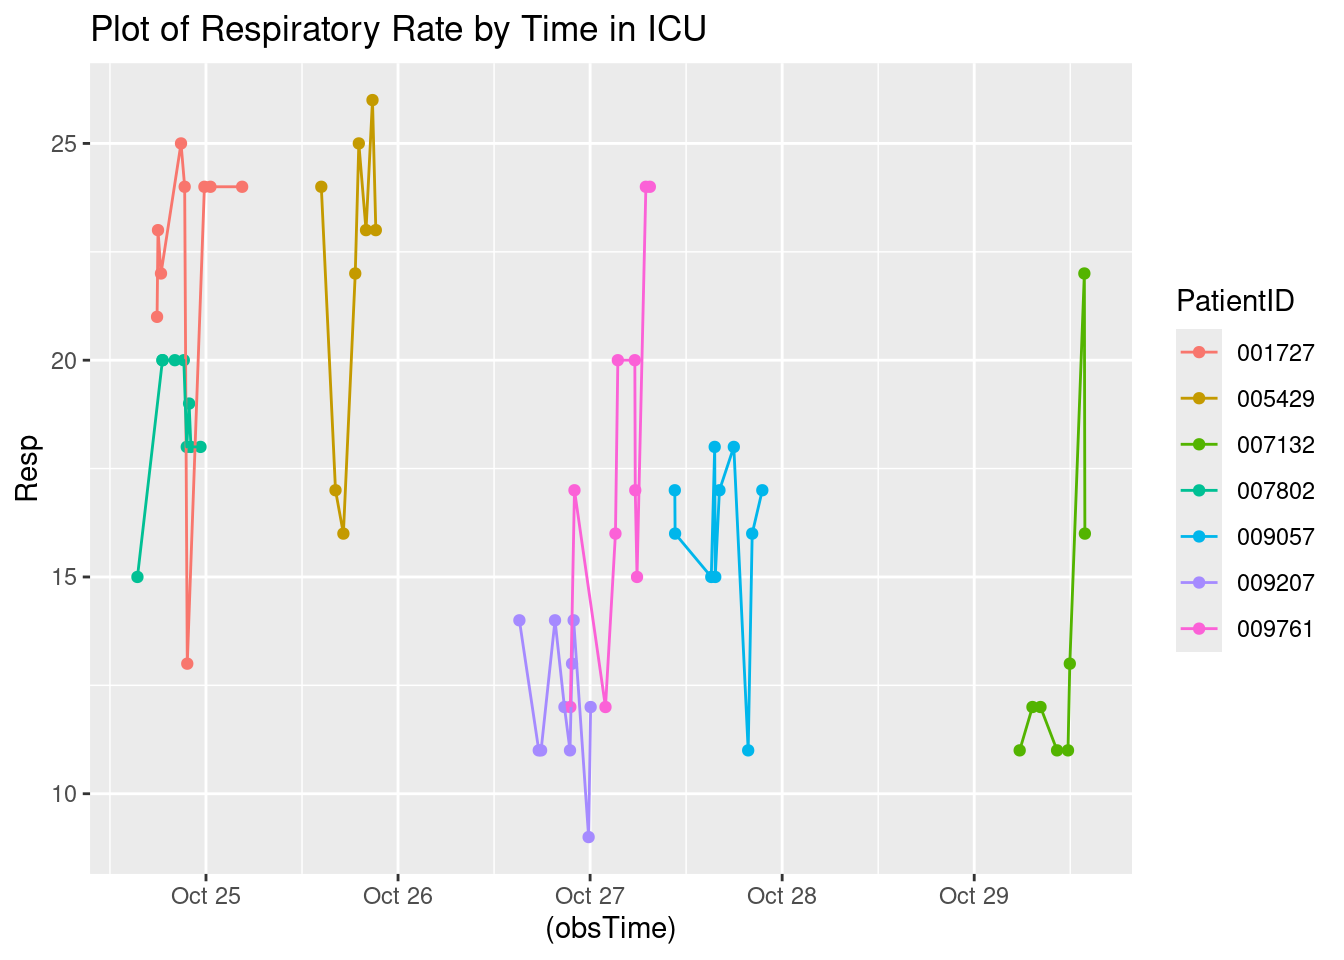 Plot of Respiratory Rate by Time in ICU
25
20
15
10
Resp
Oct 25
Oct 26
Oct 27
Oct 28
Oct 29
(obsTime)
PatientID
001727
005429
007132
007802
009057
009207
009761